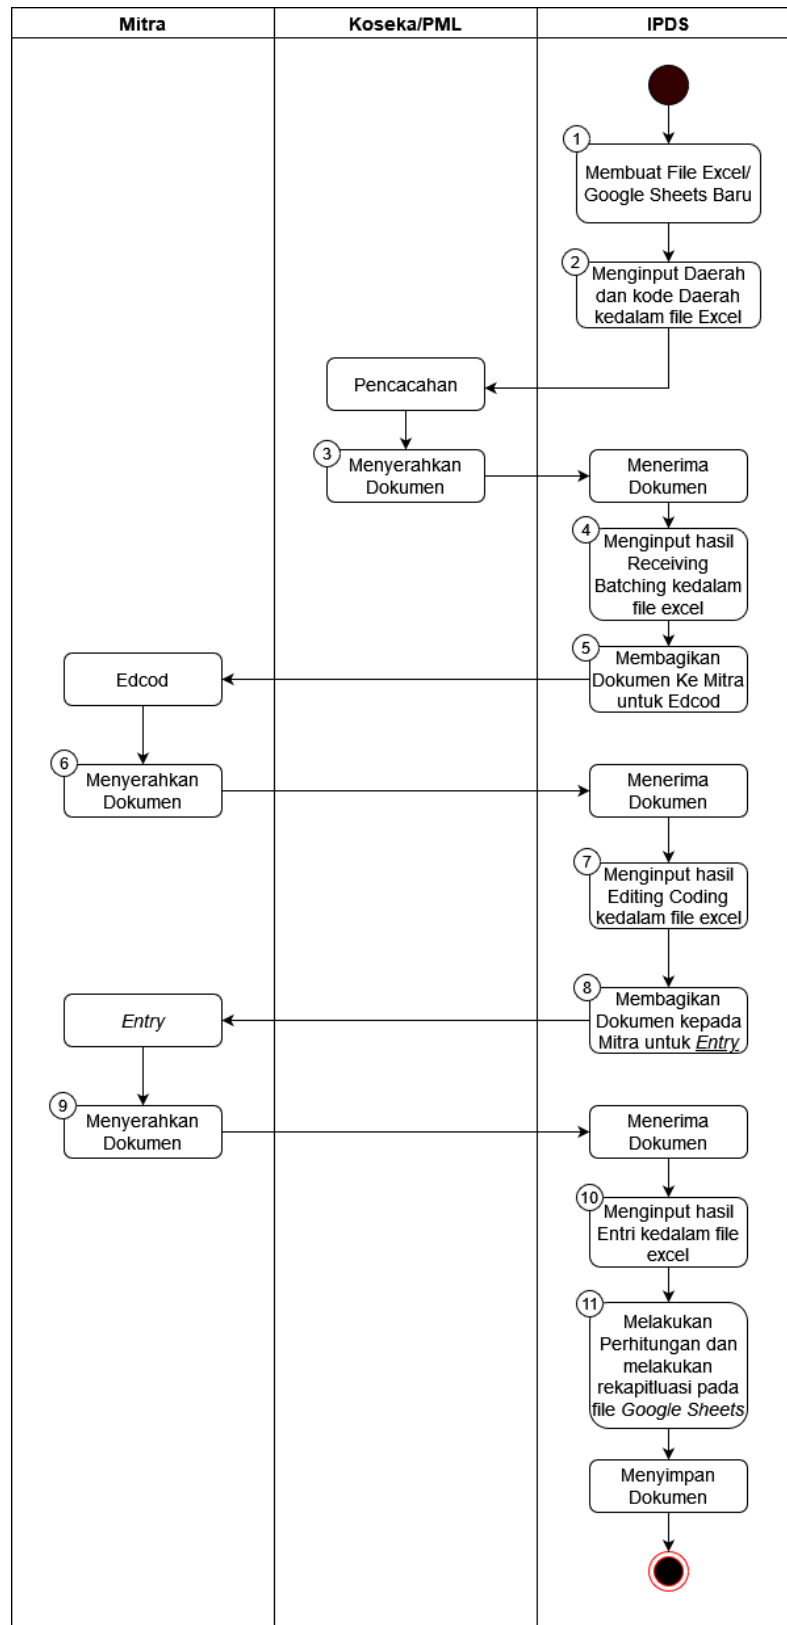 Mitra
Koseka/PML
IPDS
1
Membuat File Excel/
Google Sheets Baru
2
Menginput Daerah
dan kode Daerah
kedalam file Excel
Pencacahan
3
Menyerahkan
Dokumen
Menerima
Dokumen
4
Menginput hasil
Receiving
Batching kedalam
file excel
5
Membagikan
Dokumen Ke Mitra
untuk Edcod
Edcod
6
Menyerahkan
Dokumen
Menerima
Dokumen
7
Menginput hasil
Editing Coding
kedalam file excel
8
Membagikan
Dokumen kepada
Mitra untuk Entry
Entry
9
Menyerahkan
Dokumen
Menerima
Dokumen
10
Menginput hasil
Entri kedalam file
excel
11
Melakukan
Perhitungan dan
melakukan
rekapitluasi pada
file Google Sheets
Menyimpan
Dokumen